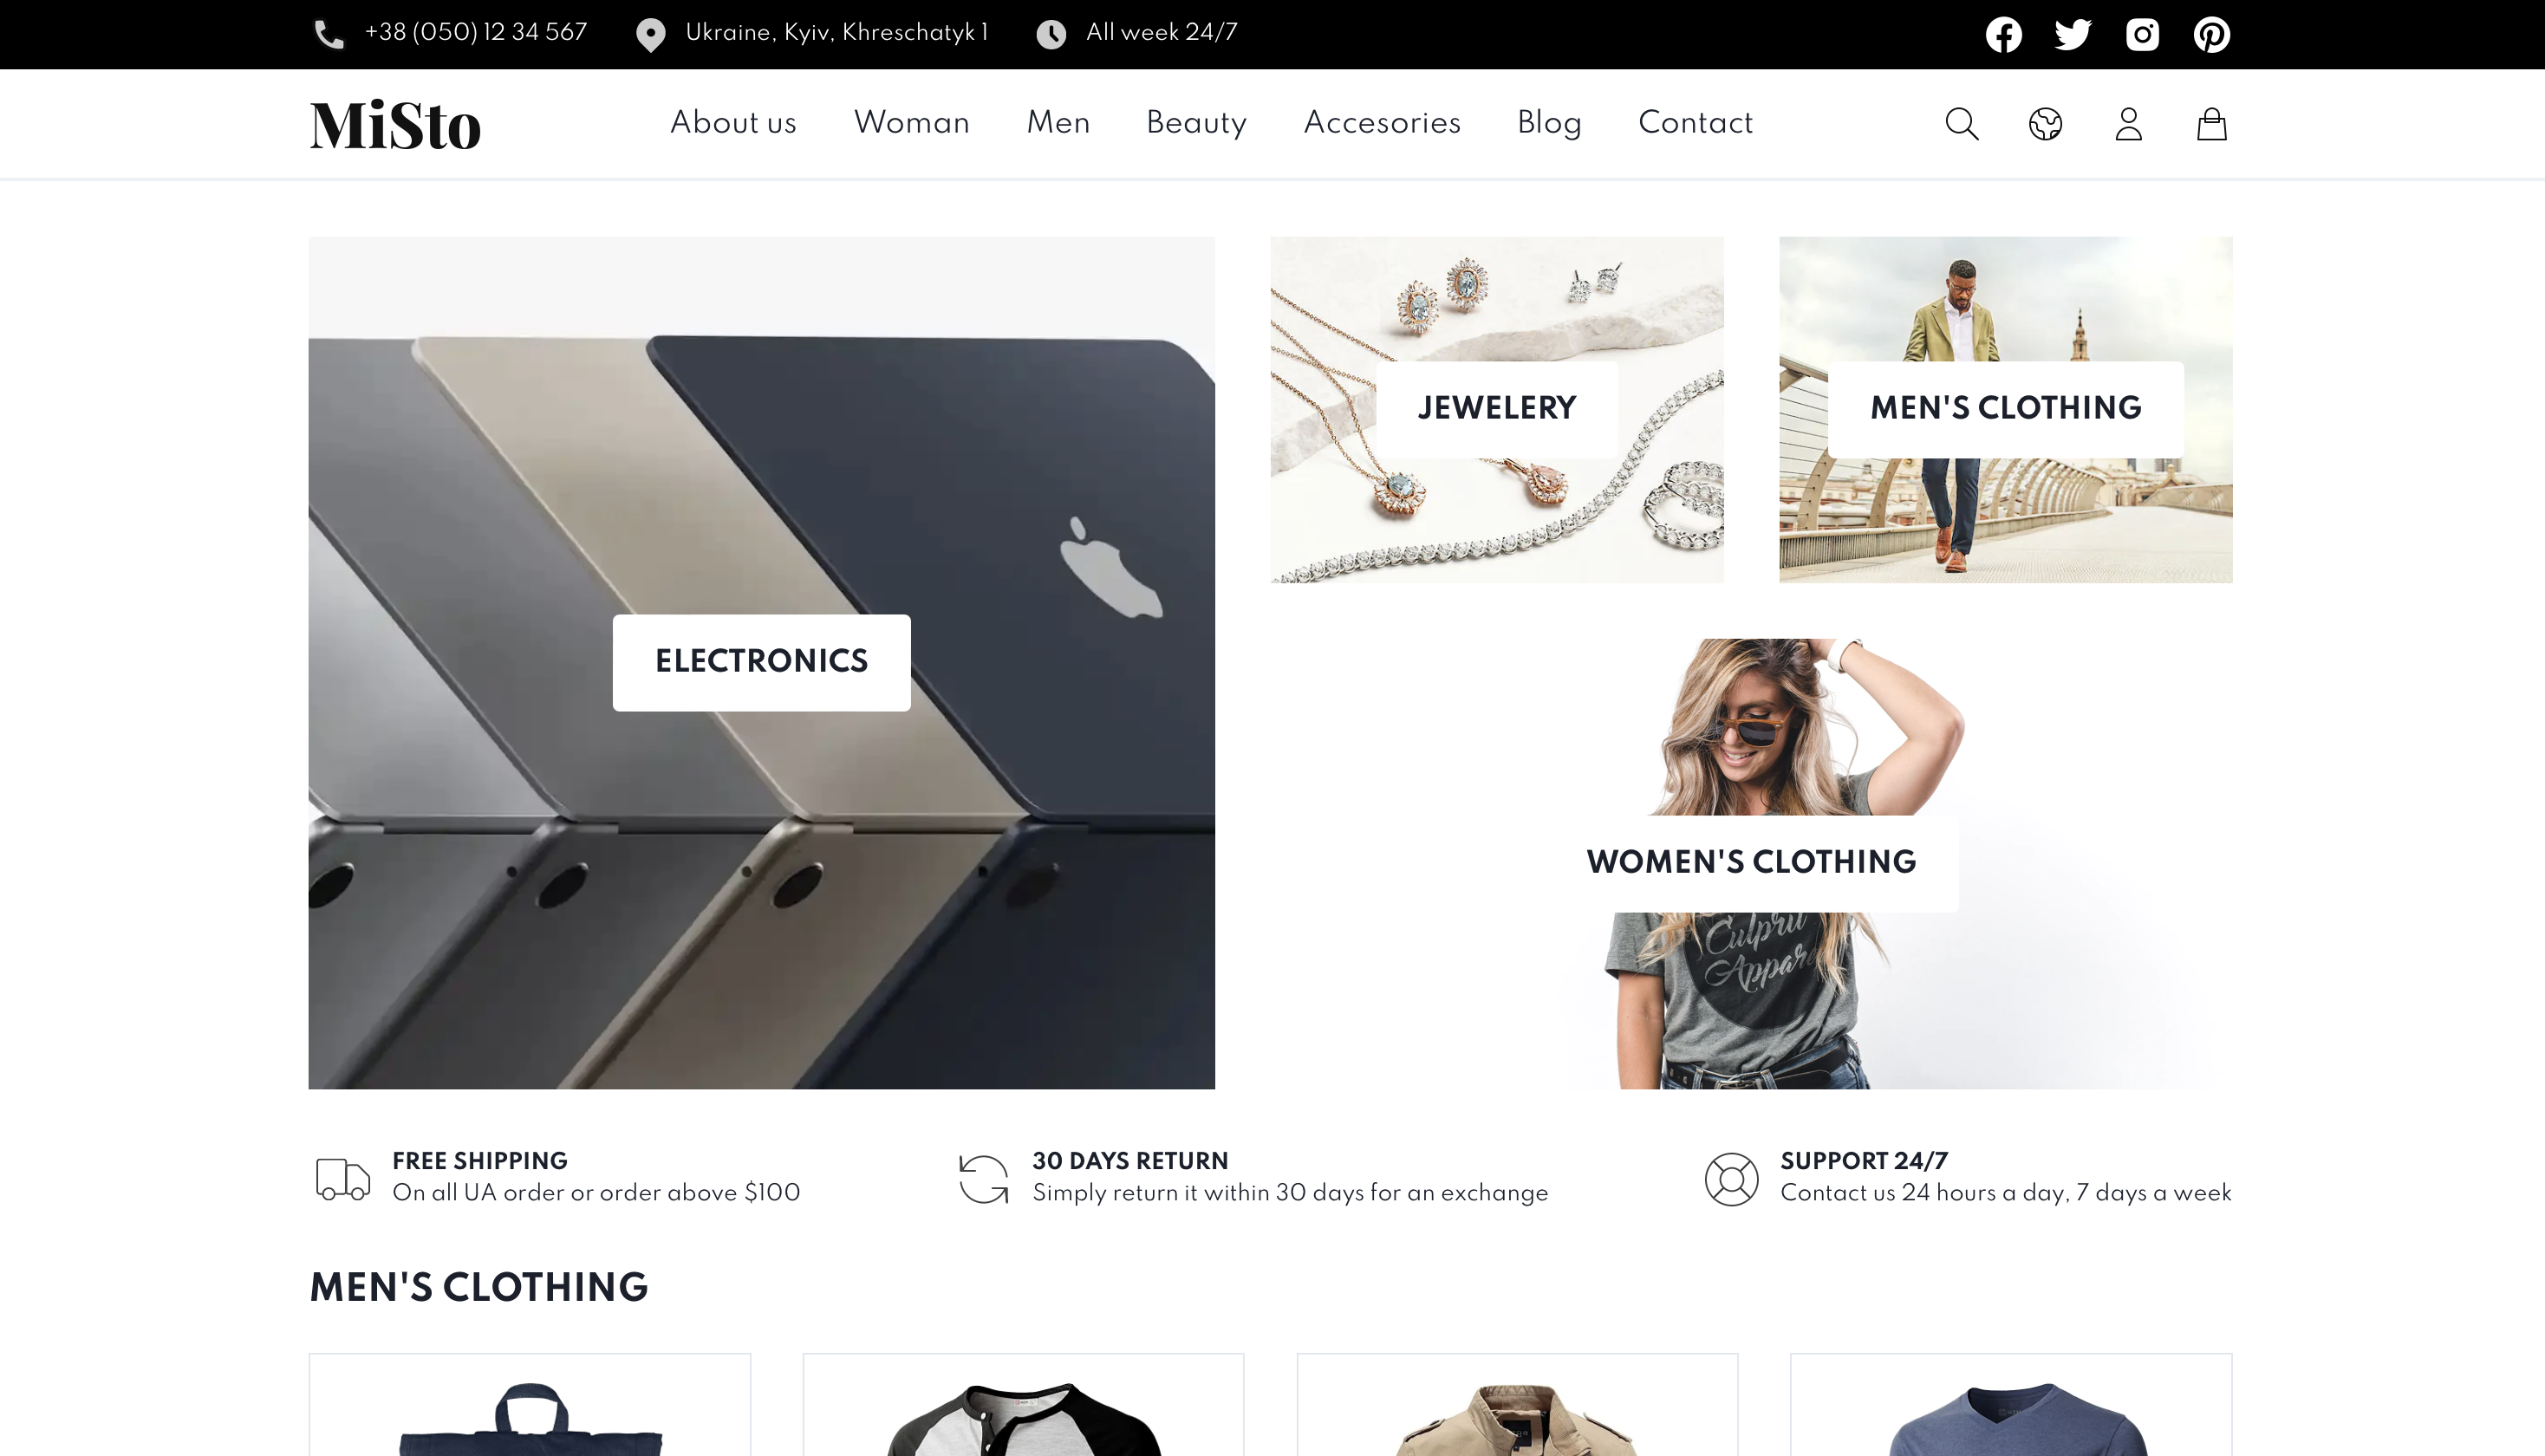 +38 (050) 12 34 567 Ukraine, Kyiv, Khreschatyk 1 All week 24/7
MiSto About us Woman Men Beauty Accesories Blog Contact
JEWELERY
MEN'S CLOTHING
ELECTRONICS
WOMEN'S CLOTHING
Culprit
Appare
FREE SHIPPING
On all UA order or order above $100
30 DAYS RETURN
Simply return it within 30 days for an exchange
SUPPORT 24/7
Contact us 24 hours a day, 7 days a week
MEN'S CLOTHING